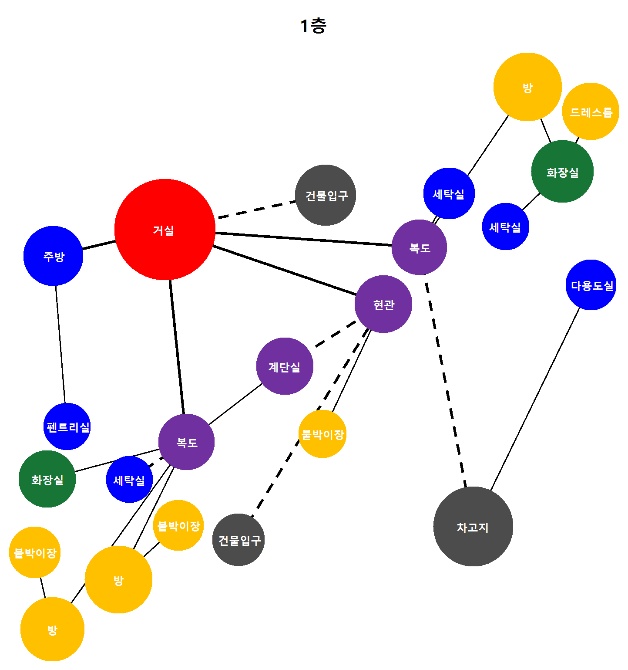 1층
방
드레스룸
화장실
세탁실
건물입구
세탁실
거실
복도
주방
다용도실
현관
계단실
펜트리실
붙박이장
복도
화장실
세탁실
붙박이장
차고지
건물입구
붙박이장
방
방